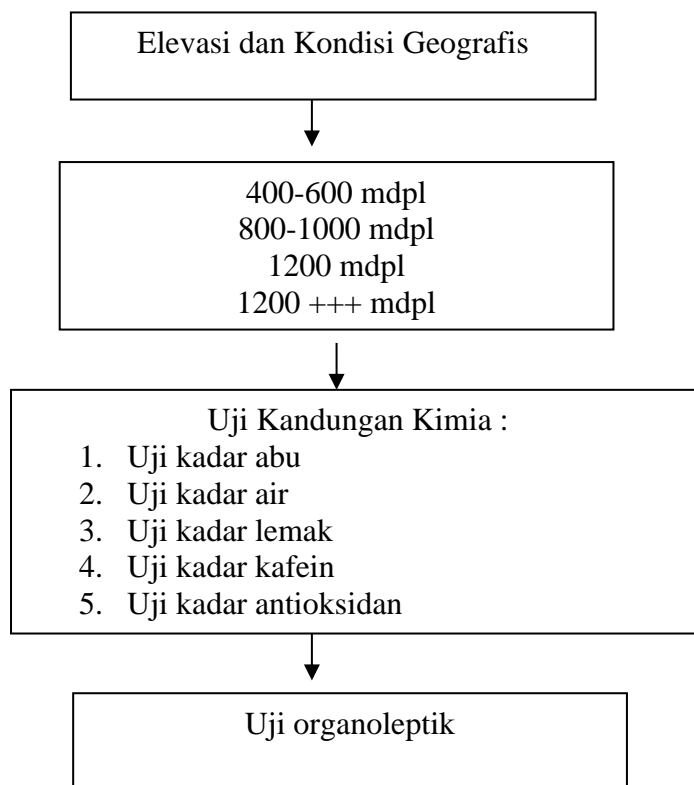 Elevasi dan Kondisi Geografis
400-600 mdpl
800-1000 mdpl
1200 mdpl
1200 +++ mdpl
Uji Kandungan Kimia :
1. Uji kadar abu
2. Uji kadar air
3. Uji kadar lemak
4. Uji kadar kafein
5. Uji kadar antioksidan
Uji organoleptik